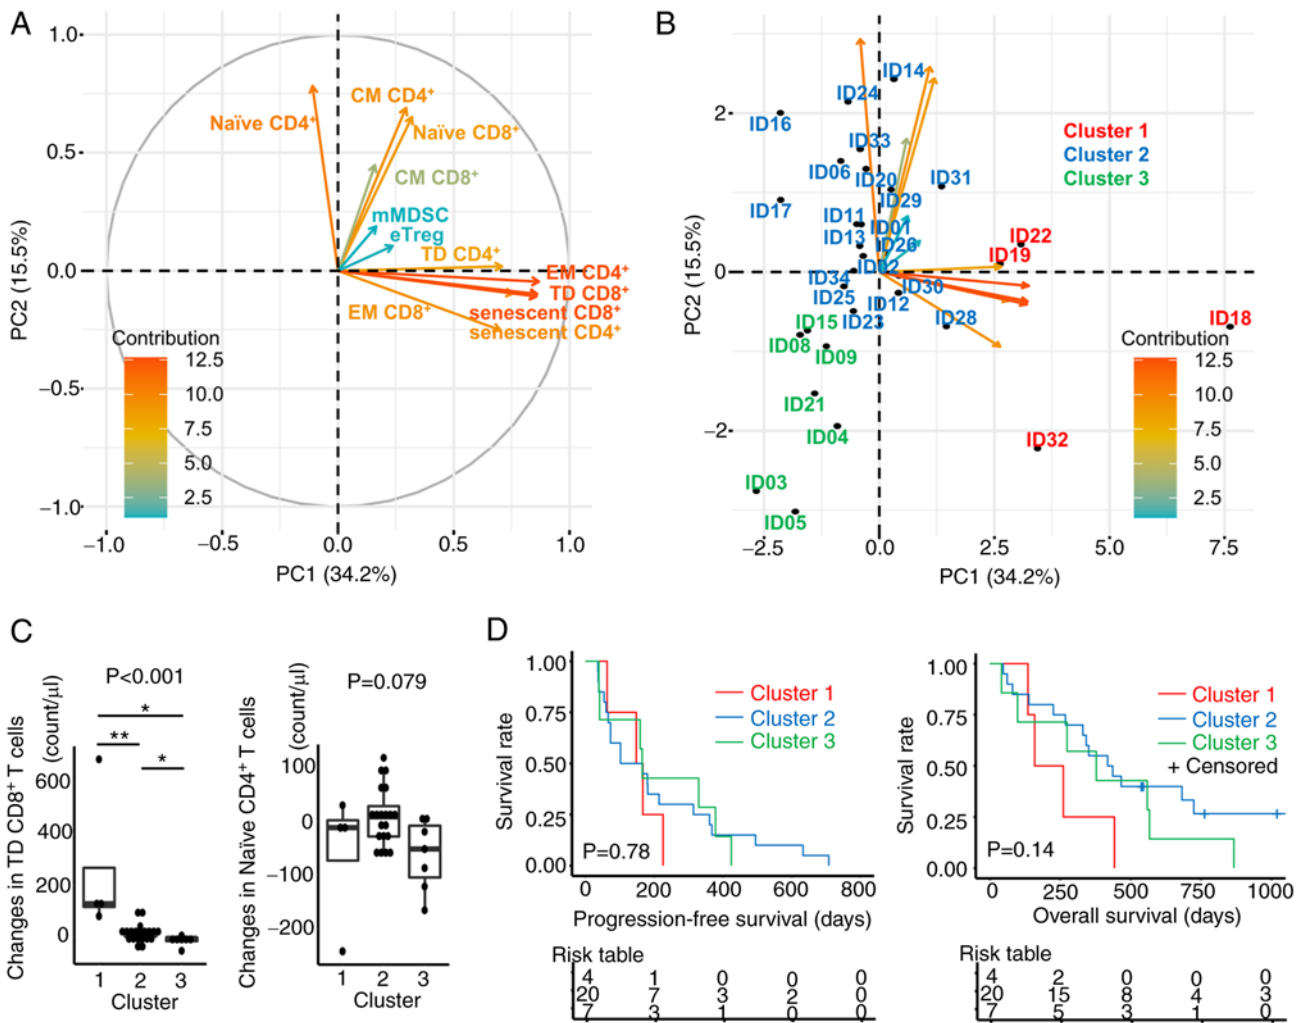 A
PC2 (15.5%)
1.0
0.5
0.0
−0.5
−1.0
Naïve CD4+
CM CD4+
Naïve CD8+
CM CD8+
mMDSC
eTreg
TD CD4+
EM CD4+
TD CD8+
EM CD8+
senescent CD8+
senescent CD4+
Contribution
12.5
10.0
7.5
5.0
2.5
−1.0 −0.5 0.0 0.5 1.0
PC1 (34.2%)
B
PC2 (15.5%)
2
0
−2
ID14
ID24
ID16
ID33
ID06
ID20
ID31
ID29
ID17
ID11
ID01
ID13
ID26
ID22
ID19
ID02
ID34
ID30
ID25
ID12
ID23
ID28
ID18
ID15
ID08
ID09
ID21
ID04
ID32
ID03
ID05
Cluster 1
Cluster 2
Cluster 3
Contribution
12.5
10.0
7.5
5.0
2.5
−2.5 0.0 2.5 5.0 7.5
PC1 (34.2%)
C
Changes in TD CD8+ T cells
(count/μl)
P<0.001
*
**
*
600
400
200
0
1 2 3
Cluster
Changes in Naïve CD4+ T cells
(count/μl)
P=0.079
100
0
−100
−200
1 2 3
Cluster
D
Survival rate
1.00
0.75
0.50
0.25
0.00
Cluster 1
Cluster 2
Cluster 3
P=0.78
0 200 400 600 800
Progression-free survival (days)
Risk table
4 1 0 0 0
20 7 3 2 0
7 3 1 0 0
Survival rate
1.00
0.75
0.50
0.25
0.00
Cluster 1
Cluster 2
Cluster 3
+ Censored
P=0.14
0 250 500 750 1000
Overall survival (days)
Risk table
4 2 0 0 0
20 15 8 4 3
7 5 3 1 0